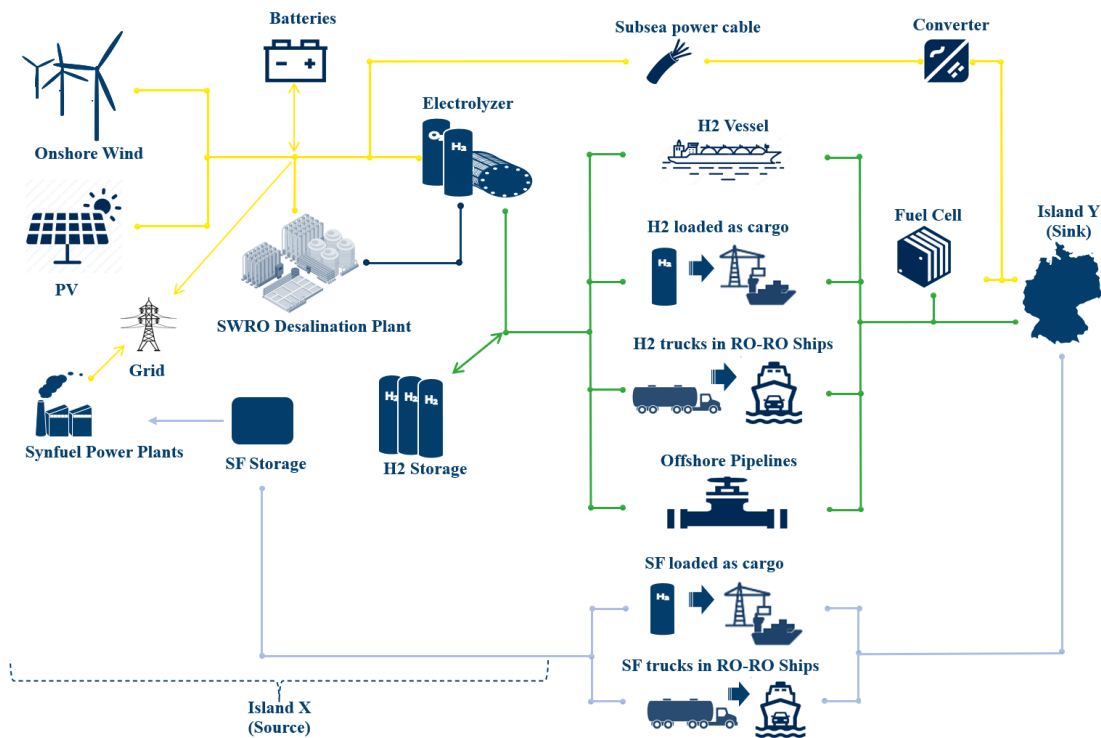 Batteries
Subsea power cable
Converter
Electrolyzer
O₂
H₂
H2 Vessel
Onshore Wind
H2 loaded as cargo
H₂
Fuel Cell
Island Y
(Sink)
PV
SWRO Desalination Plant
H2 trucks in RO-RO Ships
Grid
H₂
H₂
H₂
Synfuel Power Plants
SF Storage
H2 Storage
Offshore Pipelines
SF loaded as cargo
H₂
SF trucks in RO-RO Ships
Island X
(Source)